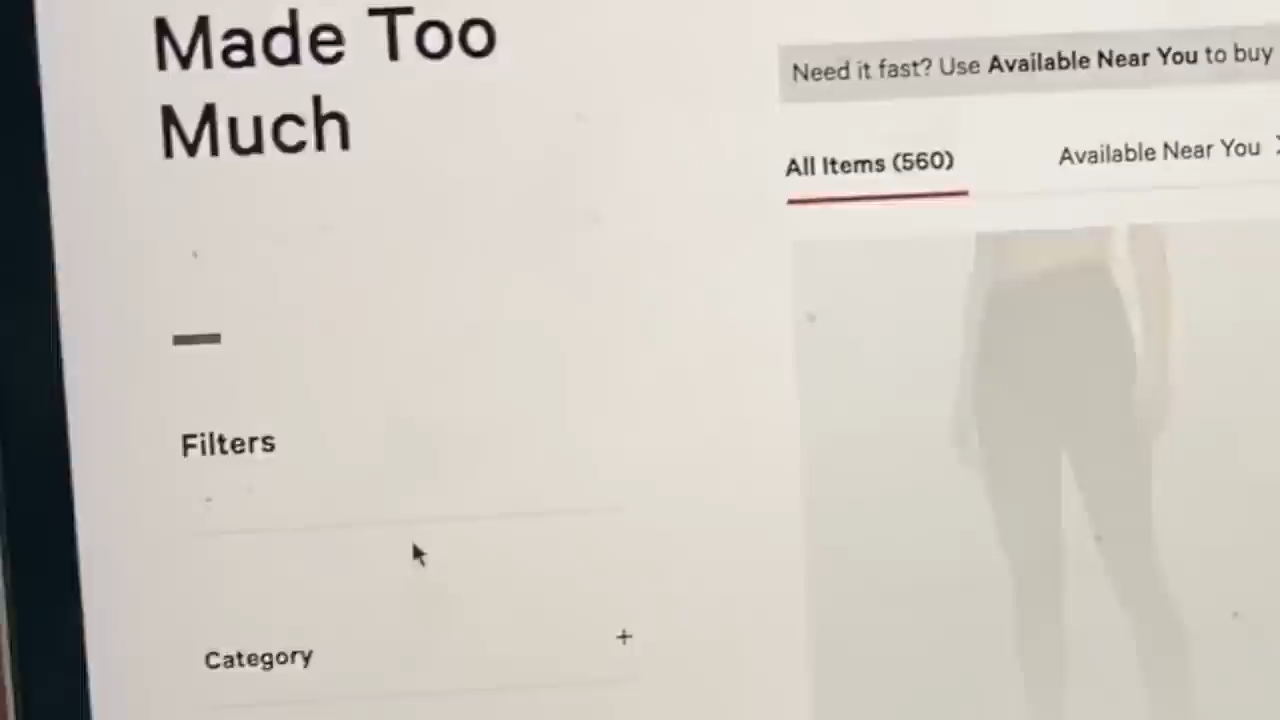 Made Too
Much
Need it fast? Use Available Near You to buy
All Items (560)
Available Near You
Filters
Category
+